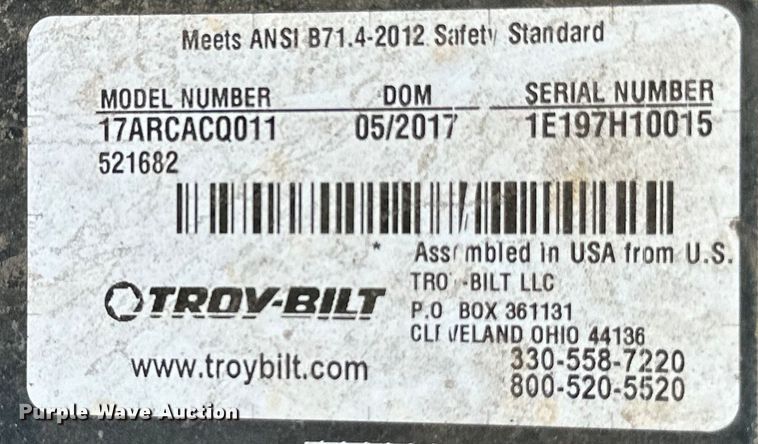 Meets ANSI B71.4-2012 Safety Standard
MODEL NUMBER DOM SERIAL NUMBER
17ARCACQ011 05/2017 1E197H10015
521682
* Assembled in USA from U.S.
TROY-BILT
TROY-BILT LLC
P.O. BOX 361131
CLEVELAND OHIO 44136
www.troybilt.com
330-558-7220
800-520-5520
Purple Wave Auction